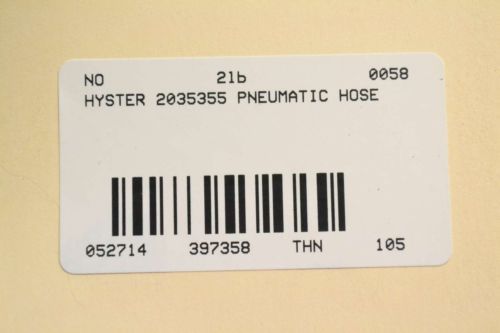 NO 21b 0058
HYSTER 2035355 PNEUMATIC HOSE
052714 397358 THN 105